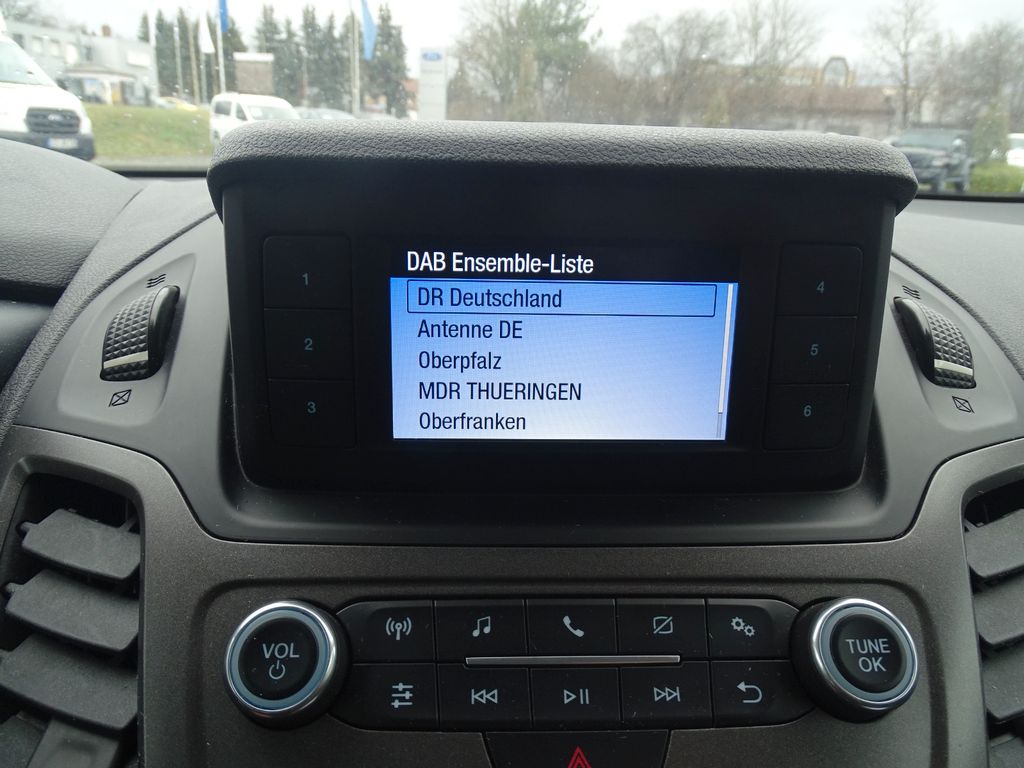 DAB Ensemble-Liste
DR Deutschland
Antenne DE
Oberpfalz
MDR THUERINGEN
Oberfranken
1
2
3
4
5
6
VOL
TUNE
OK